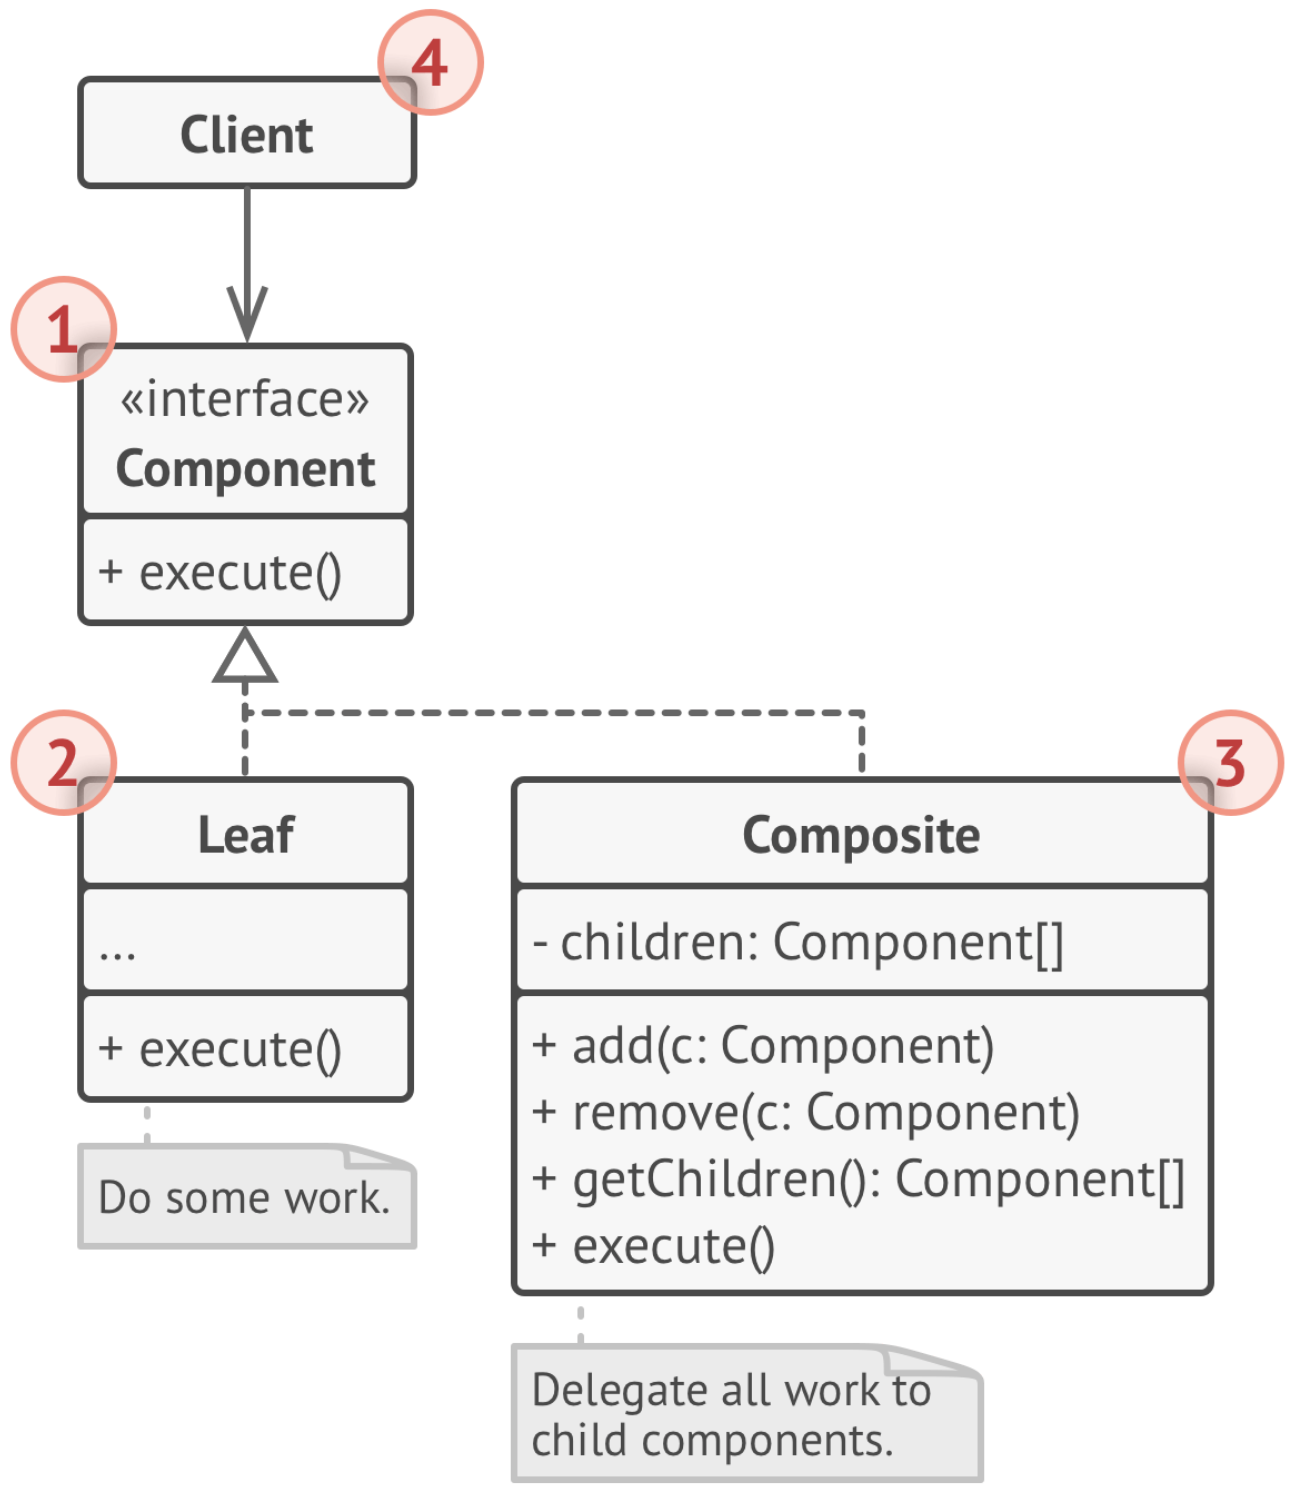 4
Client
1
«interface»
Component
+ execute()
2
Leaf
...
+ execute()
Do some work.
3
Composite
- children: Component[]
+ add(c: Component)
+ remove(c: Component)
+ getChildren(): Component[]
+ execute()
Delegate all work to
child components.